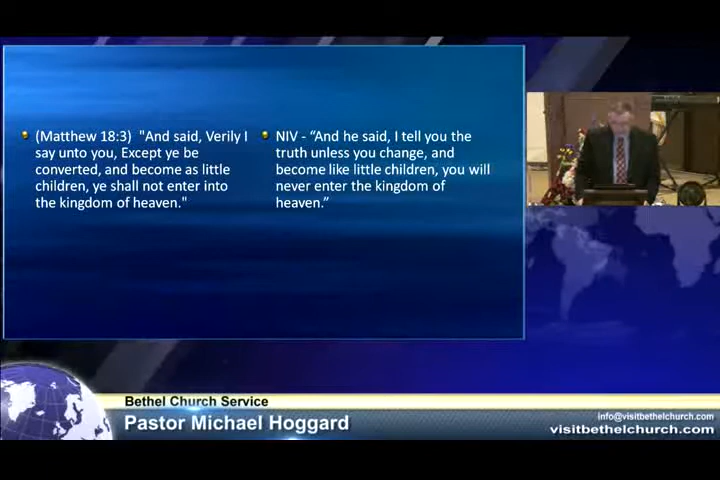 (Matthew 18:3) "And said, Verily I
say unto you, Except ye be
converted, and become as little
children, ye shall not enter into
the kingdom of heaven."
NIV - “And he said, I tell you the
truth unless you change, and
become like little children, you will
never enter the kingdom of
heaven.”
Bethel Church Service
Pastor Michael Hoggard
info@visitbethelchurch.com
visitbethelchurch.com